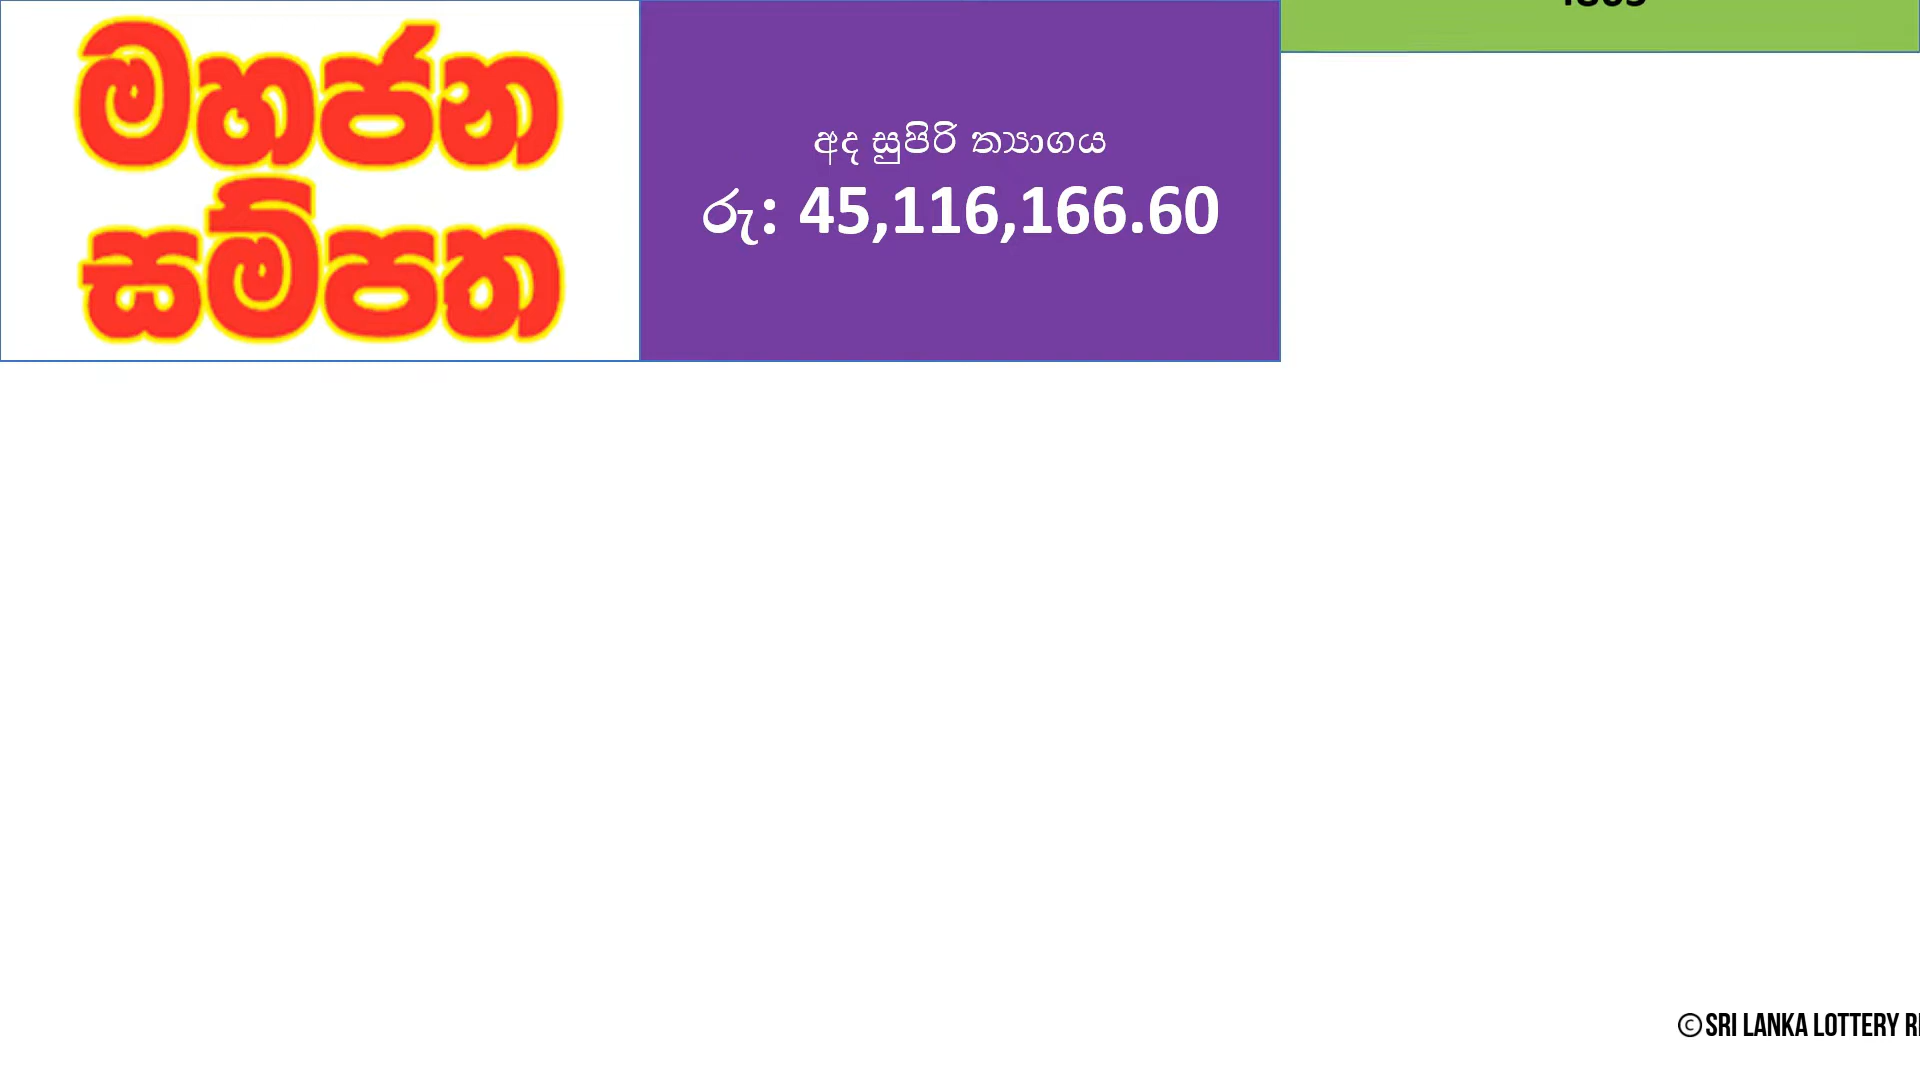 මහජන
සම්පත
අද සුපිරි ත්‍යාගය
රු: 45,116,166.60
© SRI LANKA LOTTERY